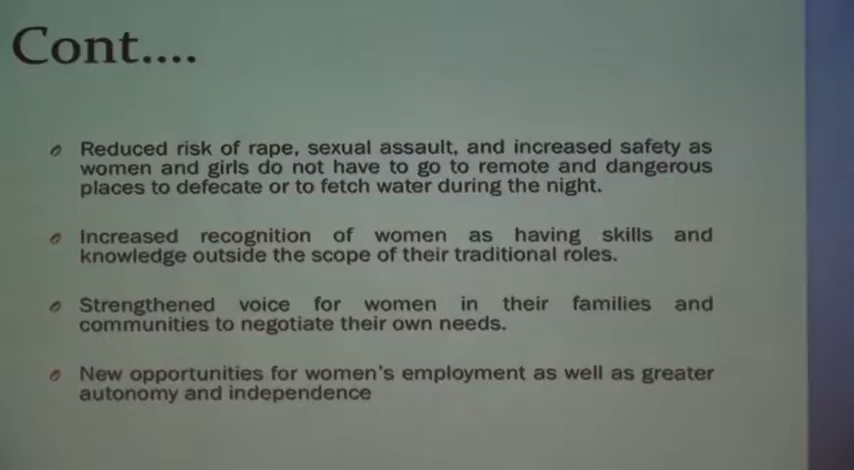 Cont....
Reduced risk of rape, sexual assault, and increased safety as
women and girls do not have to go to remote and dangerous
places to defecate or to fetch water during the night.
Increased recognition of women as having skills and
knowledge outside the scope of their traditional roles.
Strengthened voice for women in their families and
communities to negotiate their own needs.
New opportunities for women's employment as well as greater
autonomy and independence